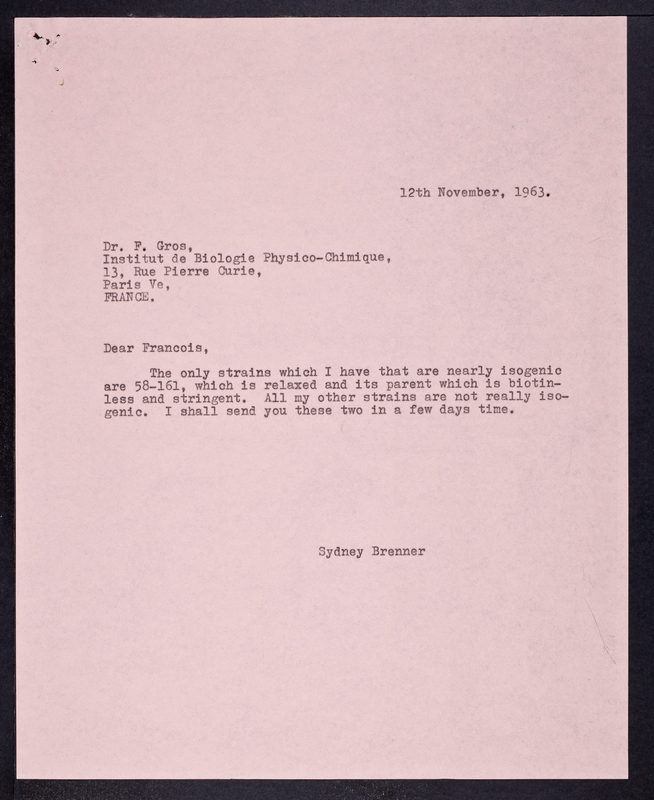 12th November, 1963.
Dr. F. Gros,
Institut de Biologie Physico-Chimique,
13, Rue Pierre Curie,
Paris Ve,
FRANCE.
Dear Francois,
The only strains which I have that are nearly isogenic
are 58-161, which is relaxed and its parent which is biotin-
less and stringent.  All my other strains are not really iso-
genic.  I shall send you these two in a few days time.
Sydney Brenner